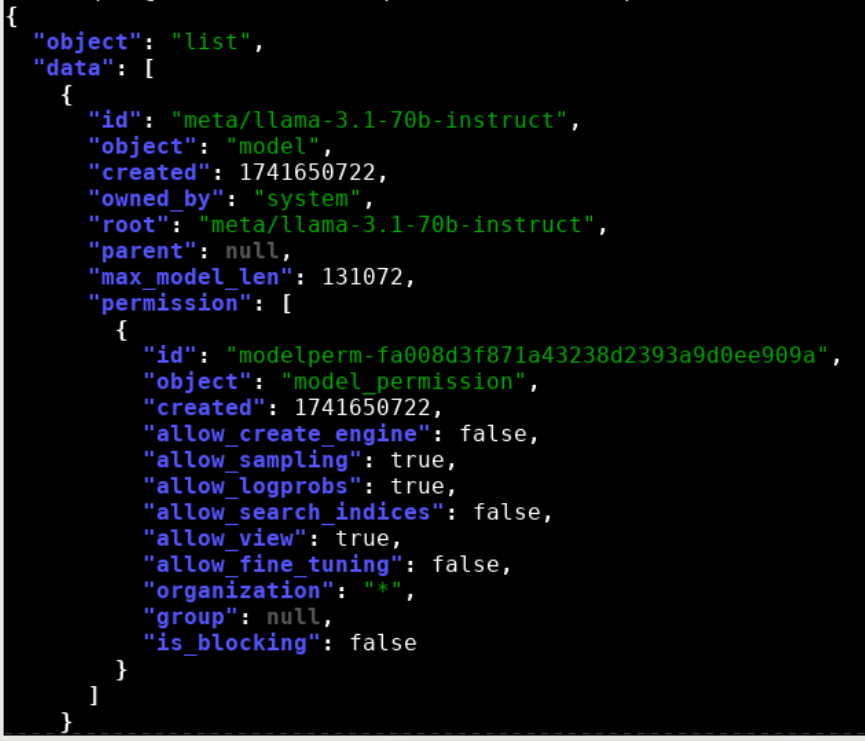 {
  "object": "list",
  "data": [
    {
      "id": "meta/llama-3.1-70b-instruct",
      "object": "model",
      "created": 1741650722,
      "owned_by": "system",
      "root": "meta/llama-3.1-70b-instruct",
      "parent": null,
      "max_model_len": 131072,
      "permission": [
        {
          "id": "modelperm-fa008d3f871a43238d2393a9d0ee909a",
          "object": "model_permission",
          "created": 1741650722,
          "allow_create_engine": false,
          "allow_sampling": true,
          "allow_logprobs": true,
          "allow_search_indices": false,
          "allow_view": true,
          "allow_fine_tuning": false,
          "organization": "*",
          "group": null,
          "is_blocking": false
        }
      ]
    }